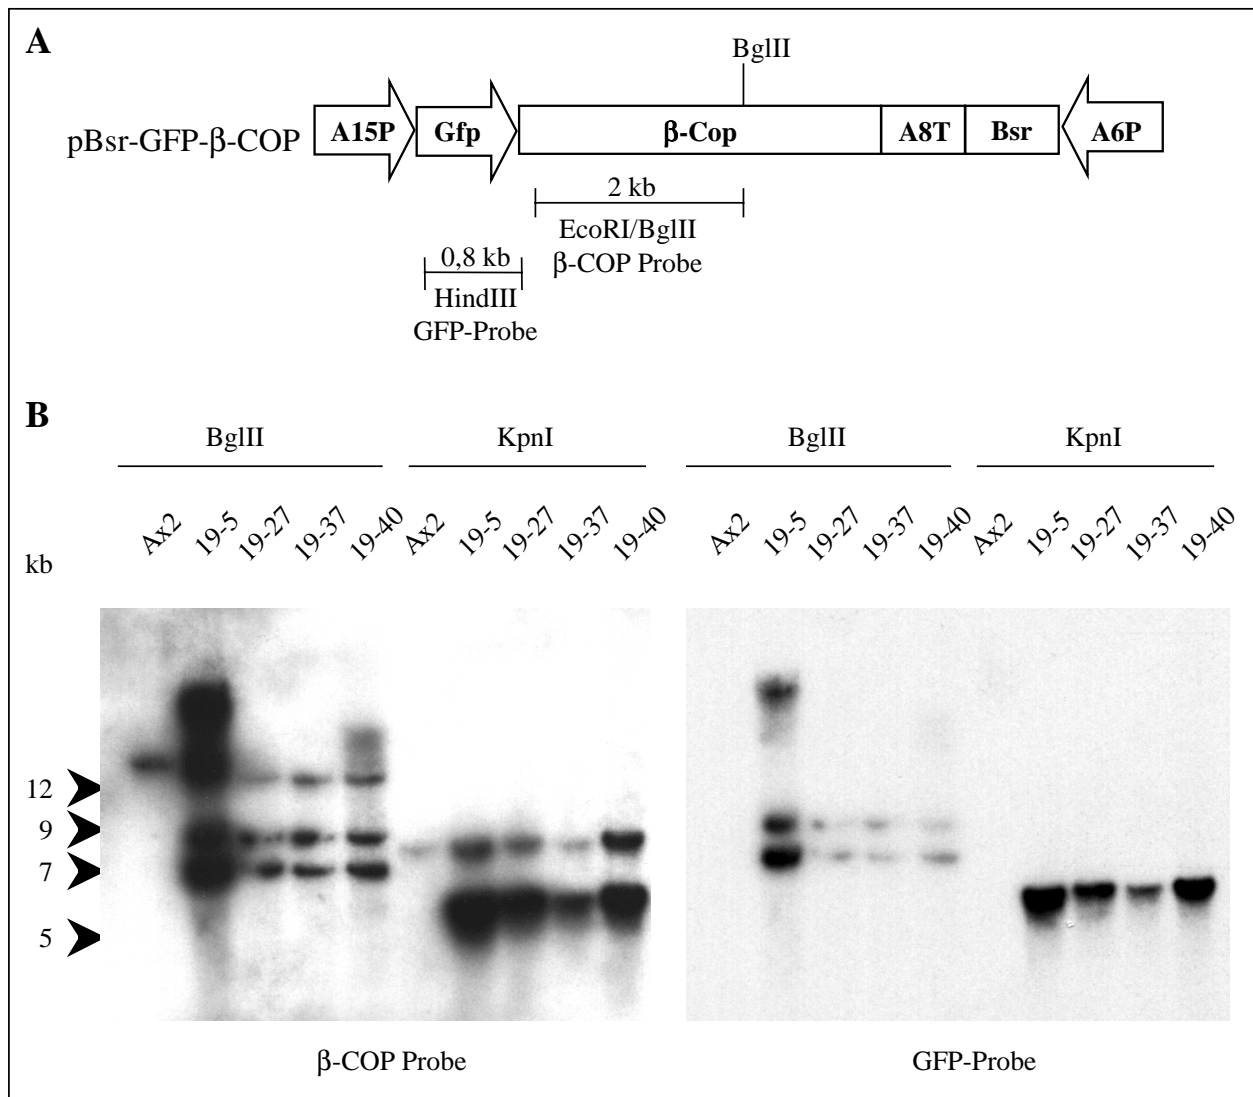 A
BglII
pBsr-GFP-β-COP
A15P Gfp β-Cop A8T Bsr A6P
2 kb
EcoRI/BglII
β-COP Probe
0,8 kb
HindIII
GFP-Probe
B
BglII KpnI BglII KpnI
Ax2 19-5 19-27 19-37 19-40 Ax2 19-5 19-27 19-37 19-40 Ax2 19-5 19-27 19-37 19-40 Ax2 19-5 19-27 19-37 19-40
kb
12
9
7
5
β-COP Probe GFP-Probe